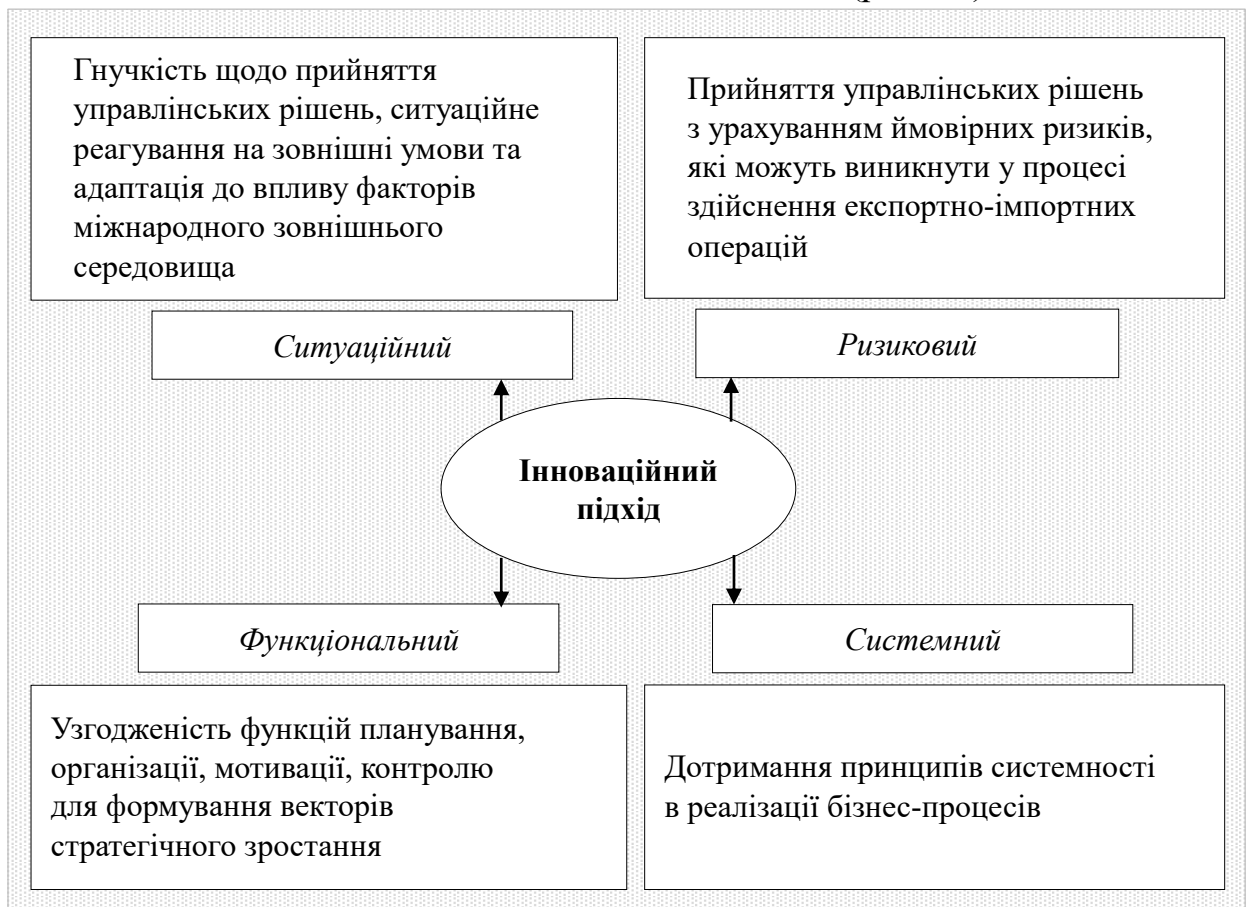 Гнучкість щодо прийняття
управлінських рішень, ситуаційне
реагування на зовнішні умови та
адаптація до впливу факторів
міжнародного зовнішнього
середовища
Прийняття управлінських рішень
з урахуванням ймовірних ризиків,
які можуть виникнути у процесі
здійснення експортно-імпортних
операцій
Ситуаційний
Ризиковий
Інноваційний
підхід
Функціональний
Системний
Узгодженість функцій планування,
організації, мотивації, контролю
для формування векторів
стратегічного зростання
Дотримання принципів системності
в реалізації бізнес-процесів